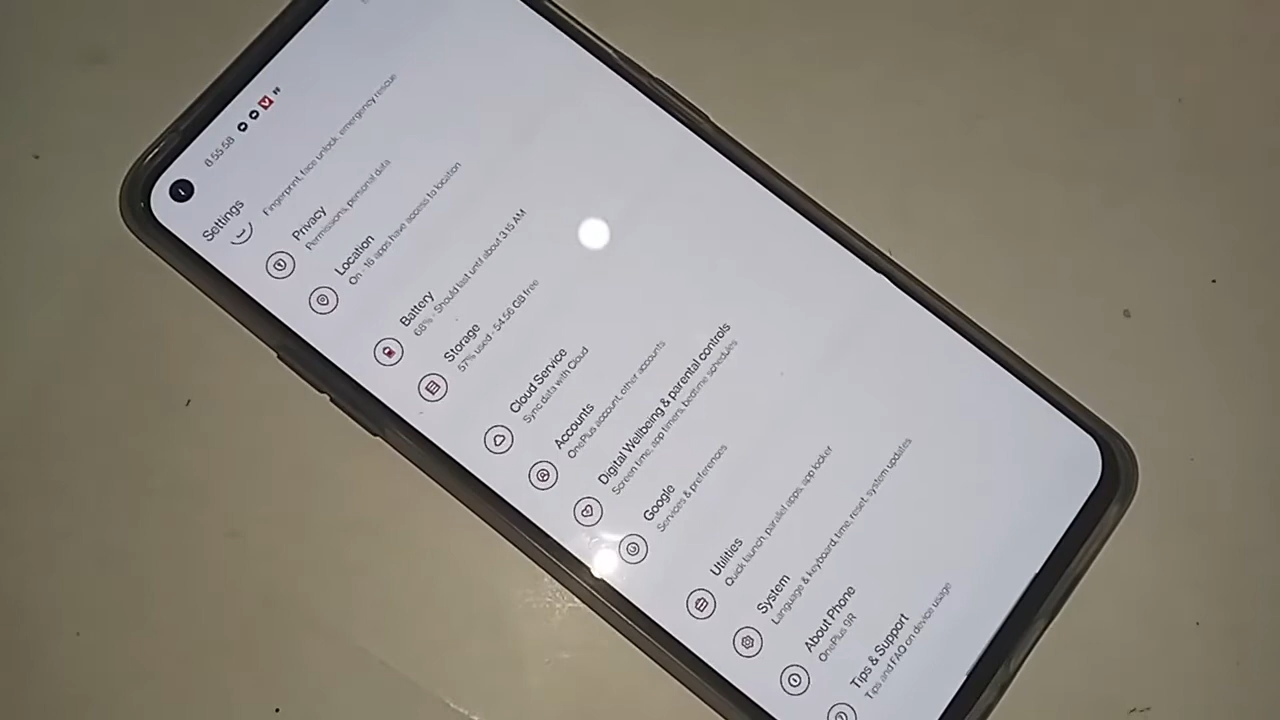 6:55:58
Settings
Fingerprint, face unlock, emergency rescue
Privacy
Permissions, personal data
Location
On - 16 apps have access to location
Battery
68% - Should last until about 3:15 AM
Storage
57% used - 54.56 GB free
Cloud Service
Sync data with Cloud
Accounts
OnePlus account, other accounts
Digital Wellbeing & parental controls
Screen time, app timers, bedtime schedules
Google
Services & preferences
Utilities
Quick launch, parallel apps, app locker
System
Language & keyboard, time, reset, system updates
About Phone
OnePlus 9R
Tips & Support
Tips and FAQ on device usage